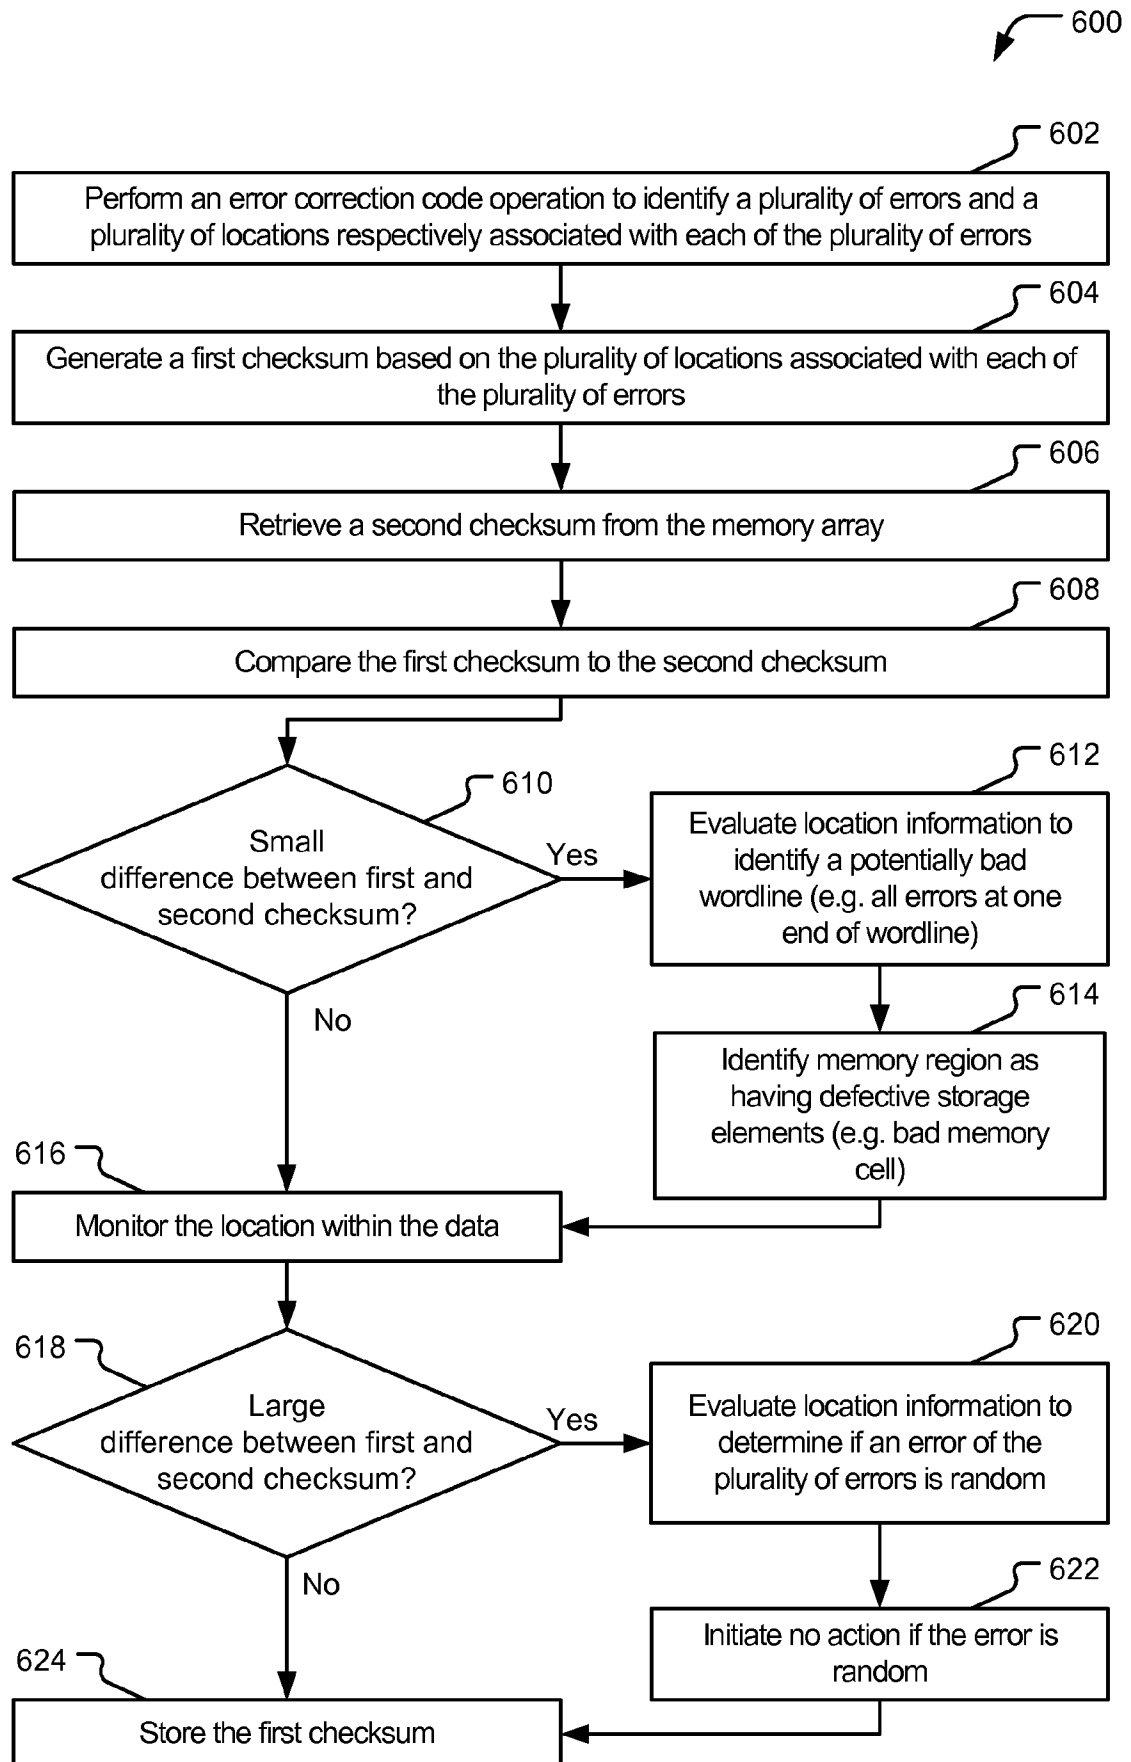 600
602
Perform an error correction code operation to identify a plurality of errors and a
plurality of locations respectively associated with each of the plurality of errors
604
Generate a first checksum based on the plurality of locations associated with each of
the plurality of errors
606
Retrieve a second checksum from the memory array
608
Compare the first checksum to the second checksum
610
Small
difference between first and
second checksum?
Yes
No
612
Evaluate location information to
identify a potentially bad
wordline (e.g. all errors at one
end of wordline)
614
Identify memory region as
having defective storage
elements (e.g. bad memory
cell)
616
Monitor the location within the data
618
Large
difference between first and
second checksum?
Yes
No
620
Evaluate location information to
determine if an error of the
plurality of errors is random
622
Initiate no action if the error is
random
624
Store the first checksum